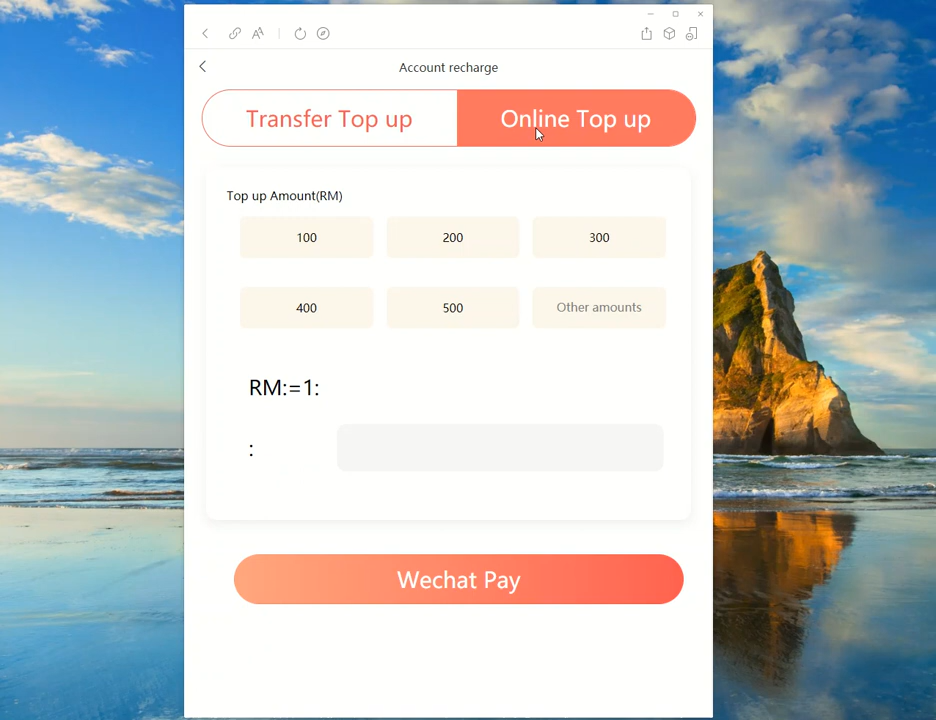 Account recharge
Transfer Top up
Online Top up
Top up Amount(RM)
100
200
300
400
500
Other amounts
RM:=1:
:
Wechat Pay